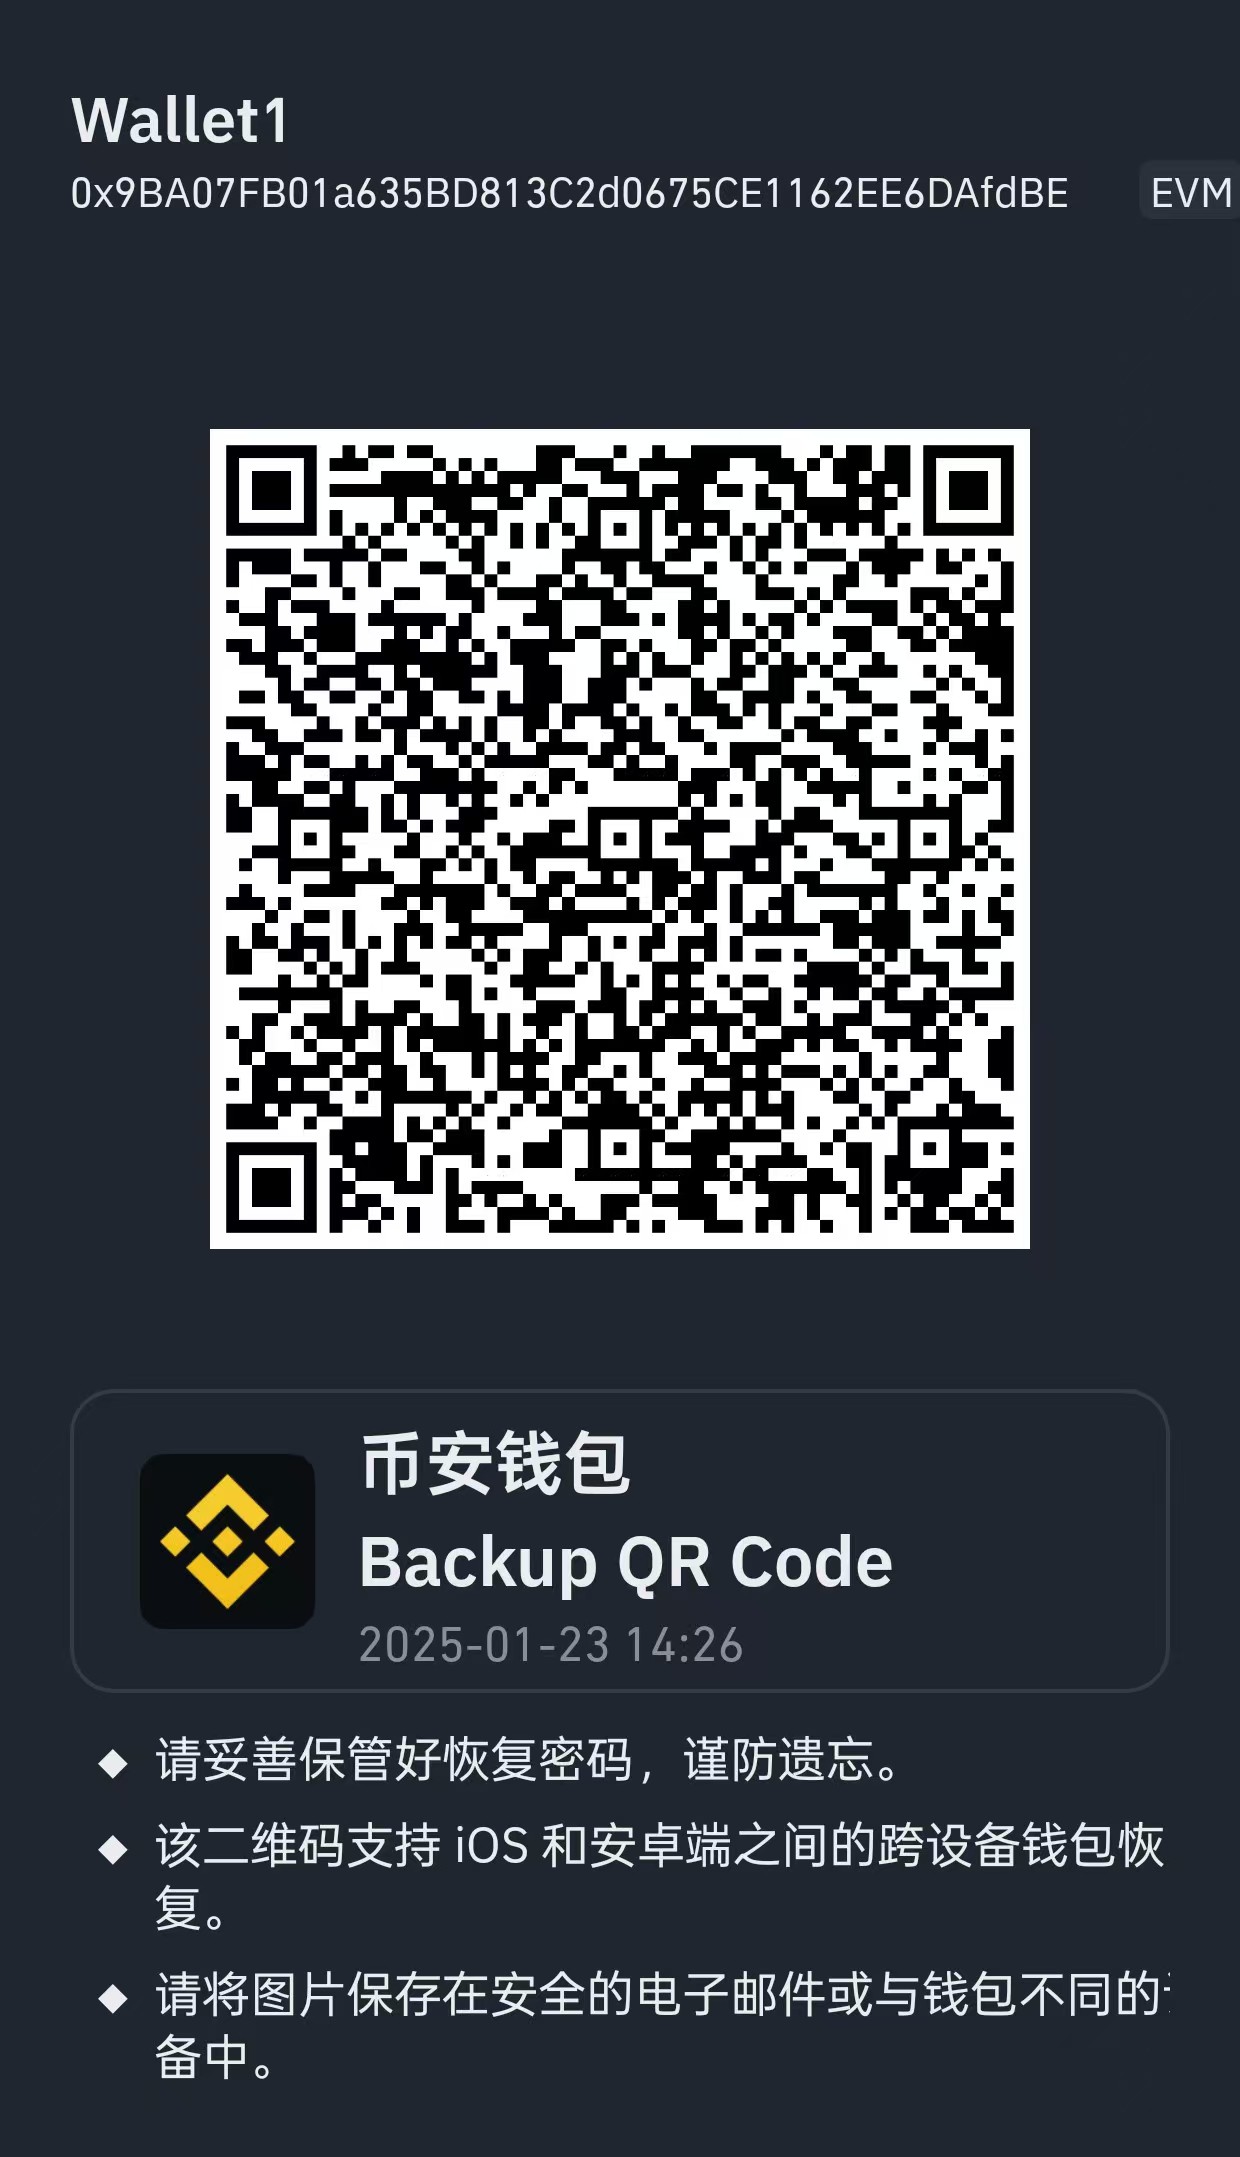 Wallet1
0x9BA07FB01a635BD813C2d0675CE1162EE6DAfdBE EVM
币安钱包
Backup QR Code
2025-01-23 14:26
◆ 请妥善保管好恢复密码，谨防遗忘。
◆ 该二维码支持 iOS 和安卓端之间的跨设备钱包恢
复。
◆ 请将图片保存在安全的电子邮件或与钱包不同的
备中。